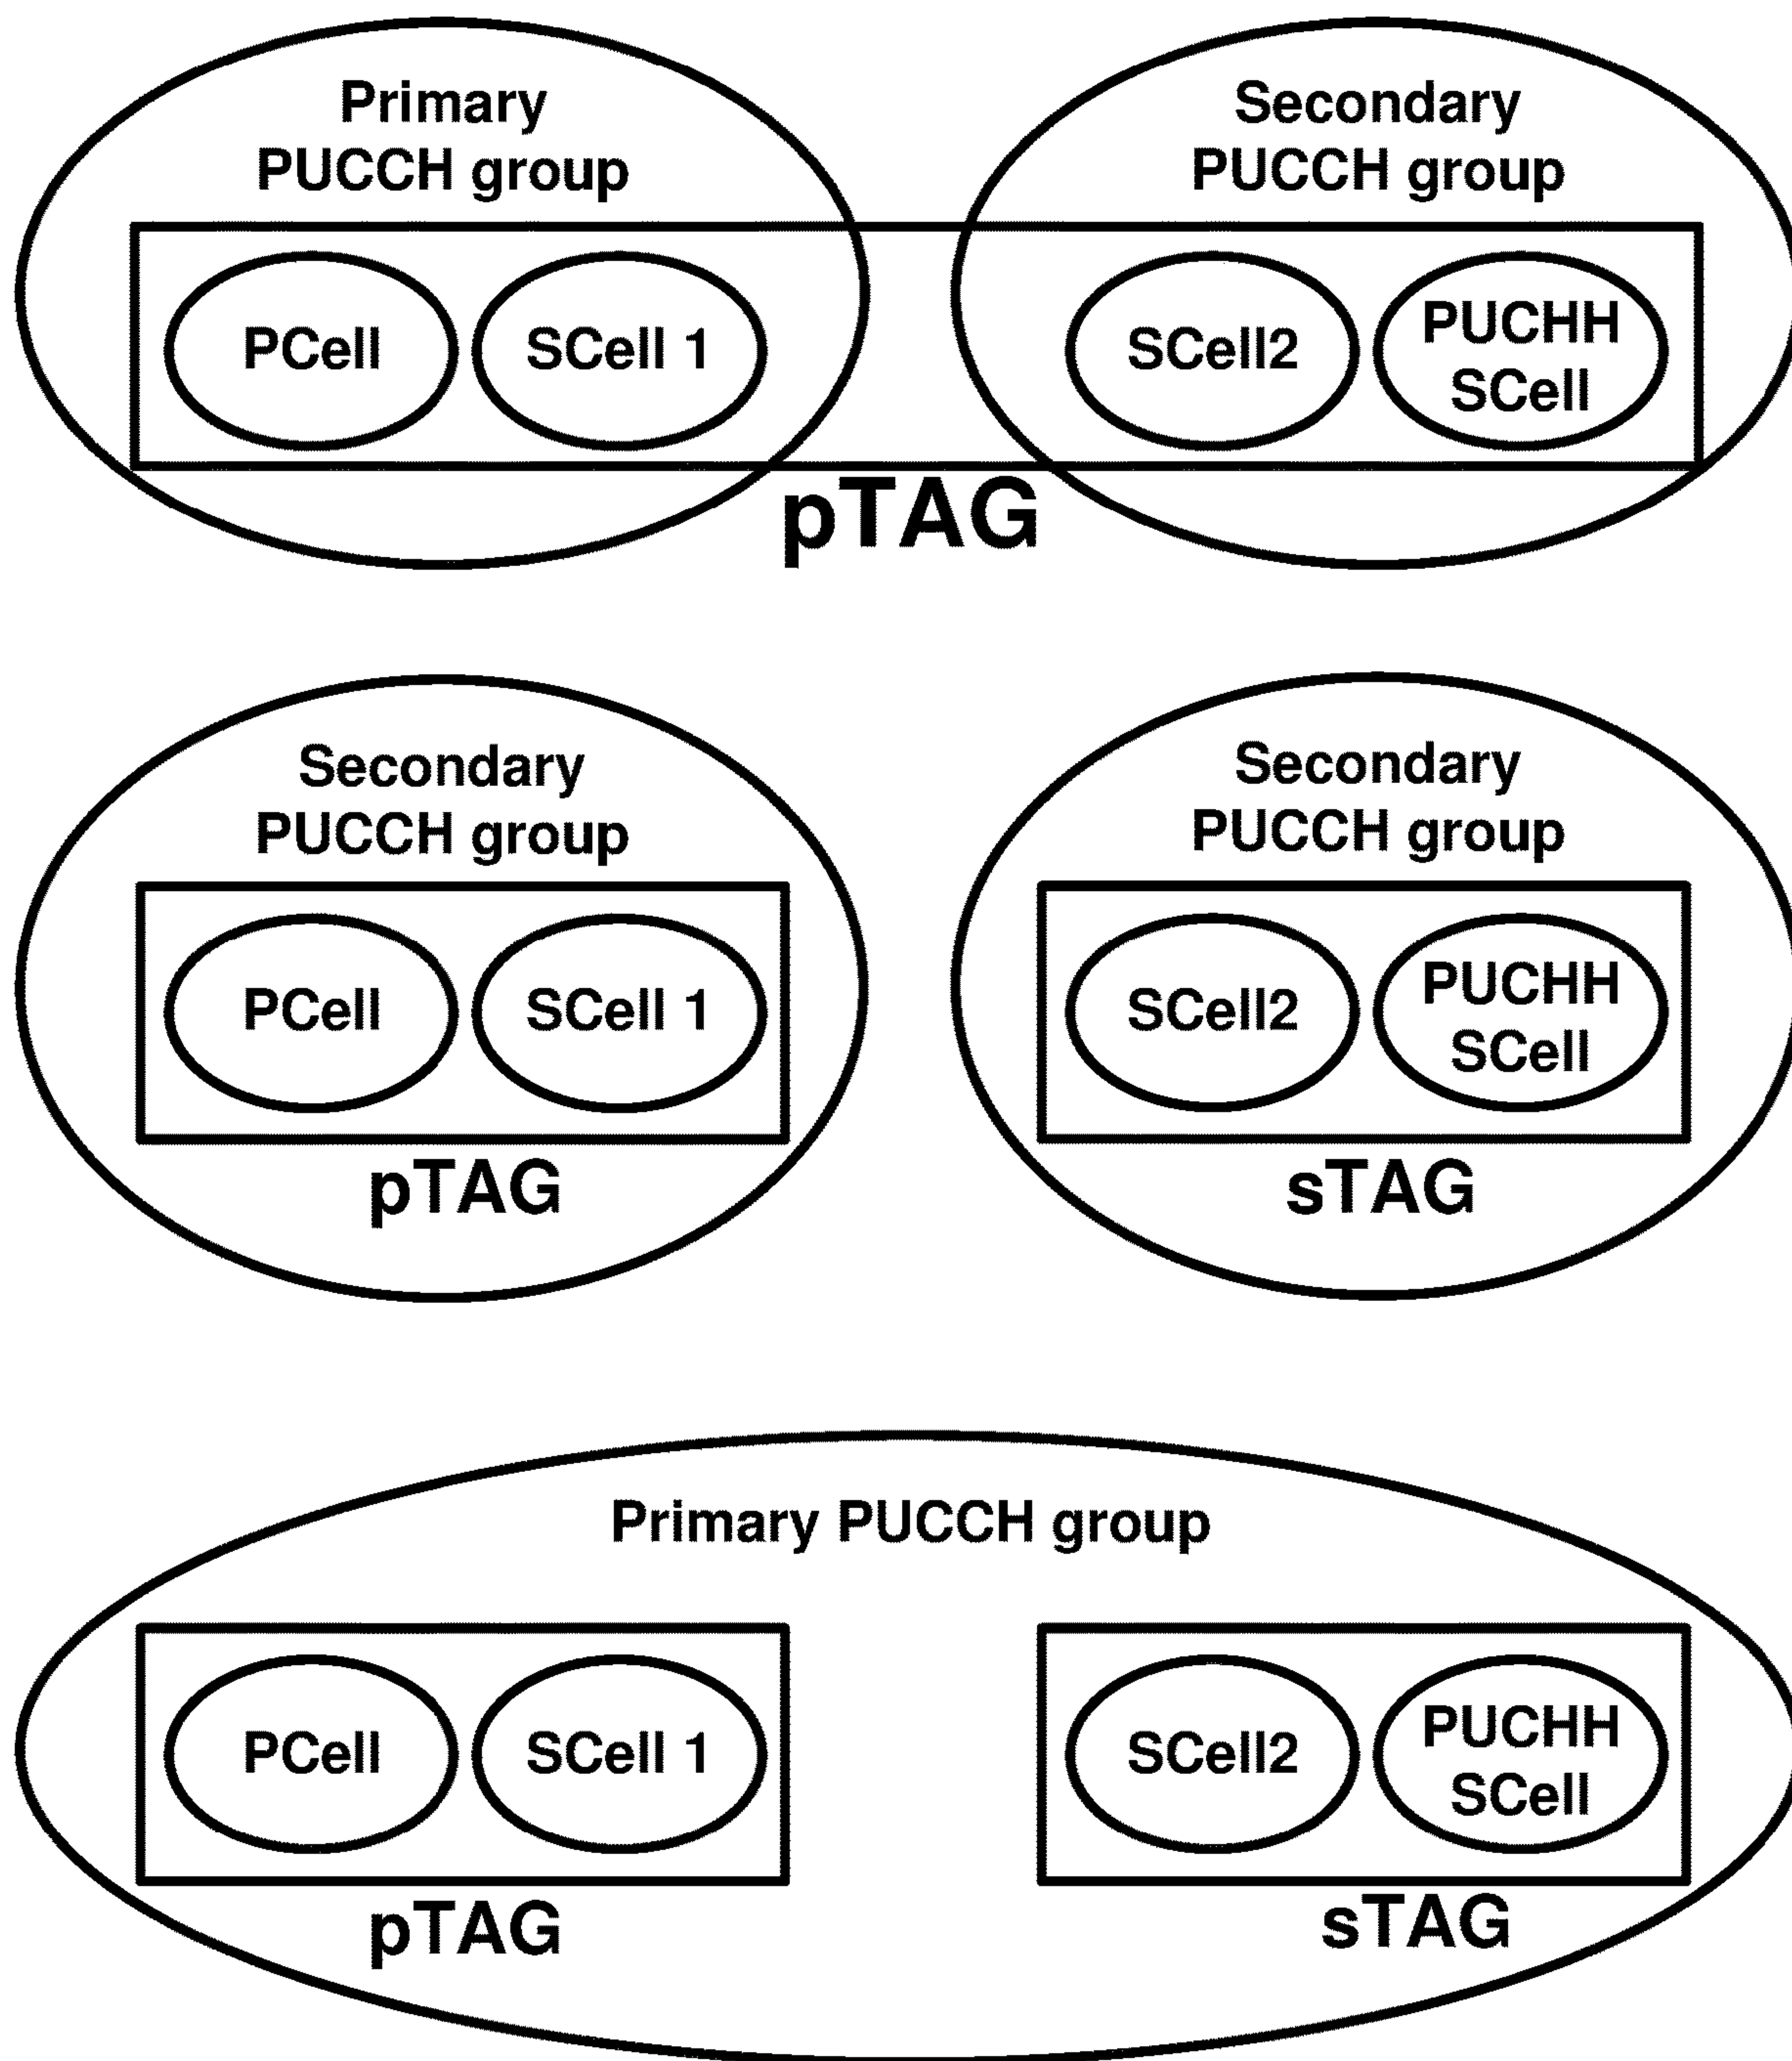 Primary
PUCCH group
Secondary
PUCCH group
PCell
SCell 1
SCell2
PUCHH
SCell
pTAG
Secondary
PUCCH group
Secondary
PUCCH group
PCell
SCell 1
SCell2
PUCHH
SCell
pTAG
sTAG
Primary PUCCH group
PCell
SCell 1
SCell2
PUCHH
SCell
pTAG
sTAG